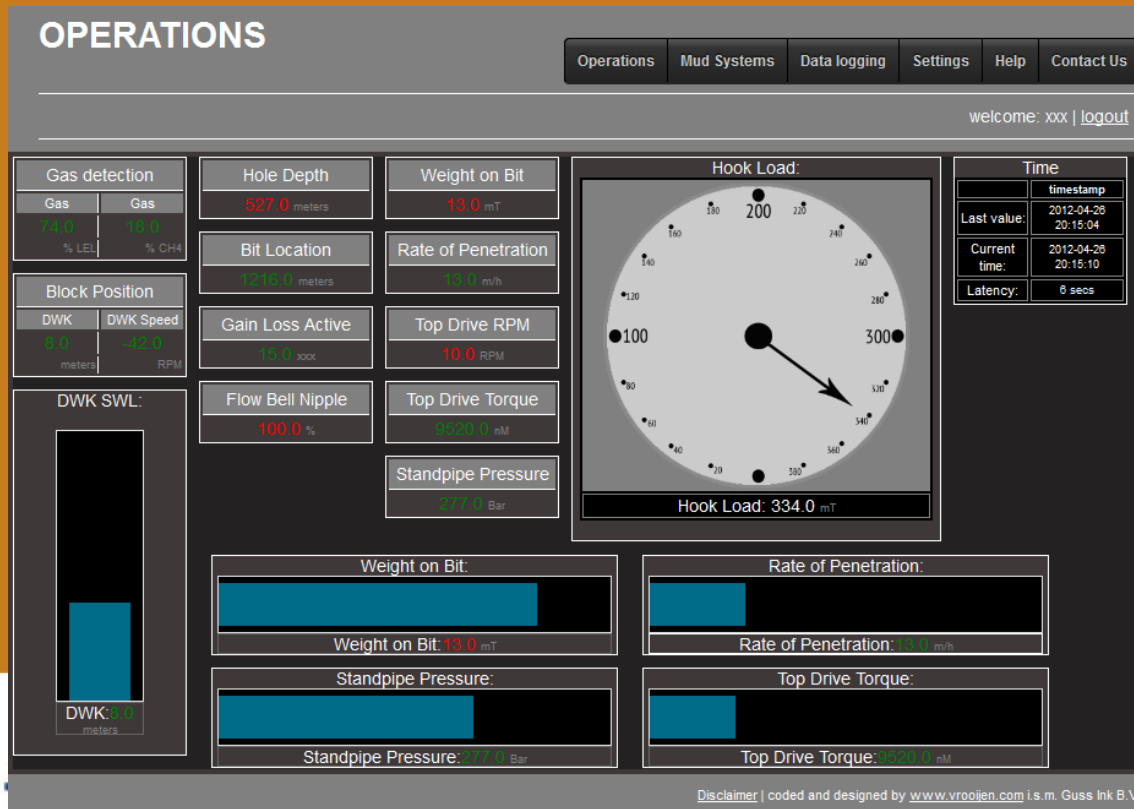 OPERATIONS
Operations Mud Systems Data logging Settings Help Contact Us
welcome: xxx | logout
Gas detection
Gas Gas
74.0 18.0
% LEL % CH4
Block Position
DWK DWK Speed
8.0 -42.0
meters RPM
DWK SWL:
DWK:8.0
meters
Hole Depth
527.0 meters
Bit Location
1216.0 meters
Gain Loss Active
15.0 xxx
Flow Bell Nipple
100.0 %
Weight on Bit
13.0 mT
Rate of Penetration
13.0 m/h
Top Drive RPM
10.0 RPM
Top Drive Torque
9520.0 nM
Standpipe Pressure
277.0 Bar
Hook Load:
180 200 220
160 240
140 260
120 280
100 300
80 320
60 340
40 360
20 380
Hook Load: 334.0 mT
Time
timestamp
Last value: 2012-04-26 20:15:04
Current time: 2012-04-26 20:15:10
Latency: 6 secs
Weight on Bit:
Weight on Bit:13.0 mT
Rate of Penetration:
Rate of Penetration:13.0 m/h
Standpipe Pressure:
Standpipe Pressure:277.0 Bar
Top Drive Torque:
Top Drive Torque:9520.0 nM
Disclaimer | coded and designed by www.vrooijen.com i.s.m. Guss Ink B.V